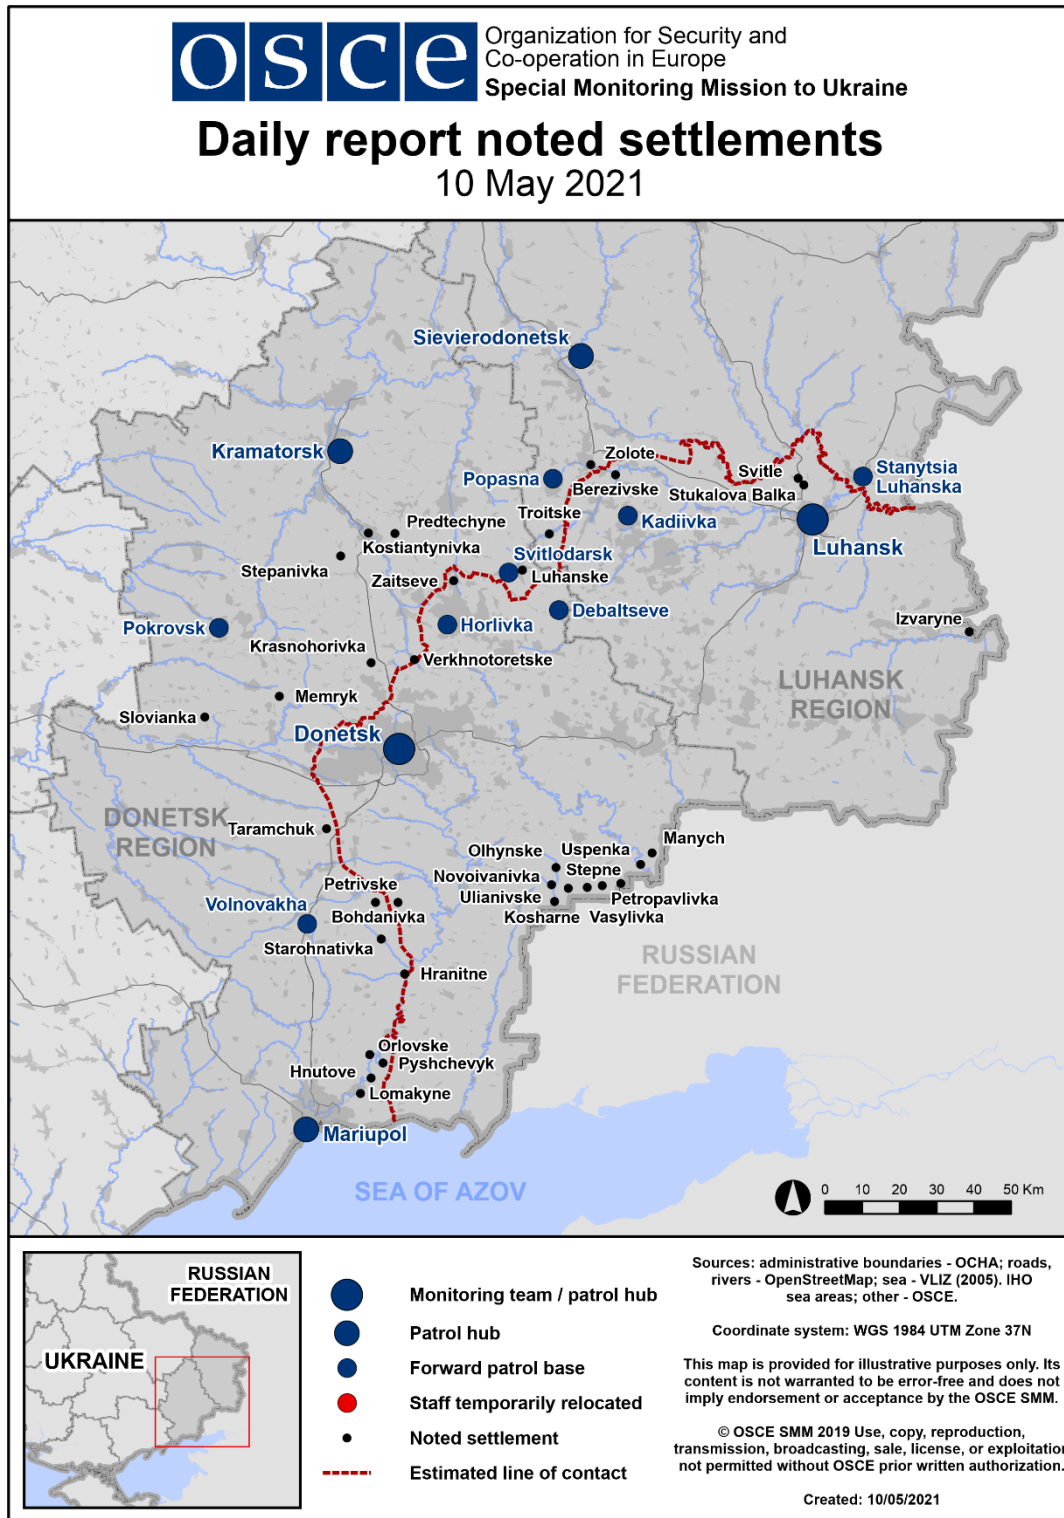 osce
Organization for Security and
Co-operation in Europe
Special Monitoring Mission to Ukraine
Daily report noted settlements
10 May 2021
Sievierodonetsk
Kramatorsk
Zolote
Popasna
Berezivske
Svitle
Stukalova Balka
Stanytsia
Luhanska
Predtechyne
Kostiantynivka
Troitske
Kadiivka
Luhansk
Stepanivka
Svitlodarsk
Zaitseve
Luhanske
Debaltseve
Pokrovsk
Horlivka
Izvaryne
Krasnohorivka
Verkhnotoretske
Memryk
LUHANSK
REGION
Slovianka
Donetsk
DONETSK
REGION
Taramchuk
Manych
Olhynske
Uspenka
Novoivanivka
Stepne
Petrivske
Ulianivske
Petropavlivka
Volnovakha
Bohdanivka
Kosharne
Vasylivka
Starohnativka
RUSSIAN
FEDERATION
Hranitne
Orlovske
Pyshchevyk
Hnutove
Lomakyne
Mariupol
SEA OF AZOV
0 10 20 30 40 50 Km
RUSSIAN
FEDERATION
UKRAINE
Monitoring team / patrol hub
Patrol hub
Forward patrol base
Staff temporarily relocated
Noted settlement
Estimated line of contact
Sources: administrative boundaries - OCHA; roads,
rivers - OpenStreetMap; sea - VLIZ (2005). IHO
sea areas; other - OSCE.
Coordinate system: WGS 1984 UTM Zone 37N
This map is provided for illustrative purposes only. Its
content is not warranted to be error-free and does not
imply endorsement or acceptance by the OSCE SMM.
© OSCE SMM 2019 Use, copy, reproduction,
transmission, broadcasting, sale, license, or exploitation
not permitted without OSCE prior written authorization.
Created: 10/05/2021